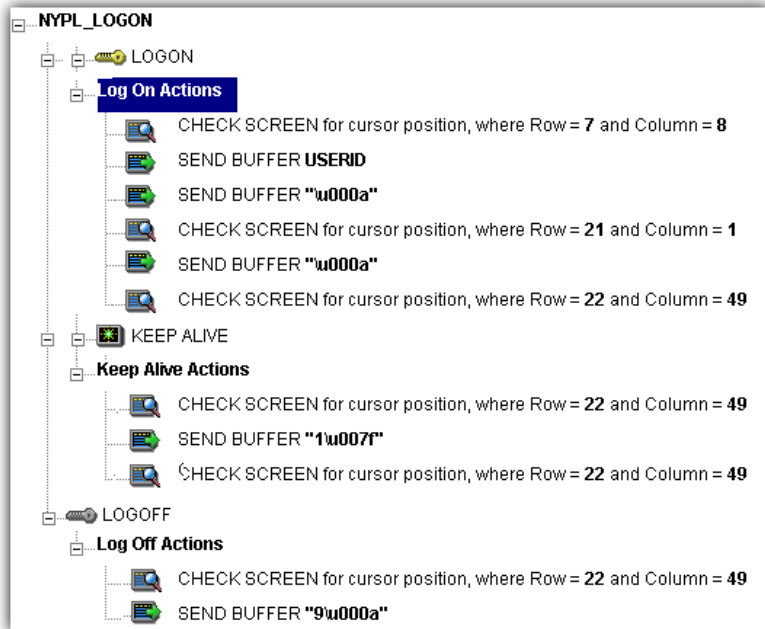 NYPL_LOGON
LOGON
Log On Actions
CHECK SCREEN for cursor position, where Row = 7 and Column = 8
SEND BUFFER USERID
SEND BUFFER "\u000a"
CHECK SCREEN for cursor position, where Row = 21 and Column = 1
SEND BUFFER "\u000a"
CHECK SCREEN for cursor position, where Row = 22 and Column = 49
KEEP ALIVE
Keep Alive Actions
CHECK SCREEN for cursor position, where Row = 22 and Column = 49
SEND BUFFER "1\u007f"
CHECK SCREEN for cursor position, where Row = 22 and Column = 49
LOGOFF
Log Off Actions
CHECK SCREEN for cursor position, where Row = 22 and Column = 49
SEND BUFFER "9\u000a"